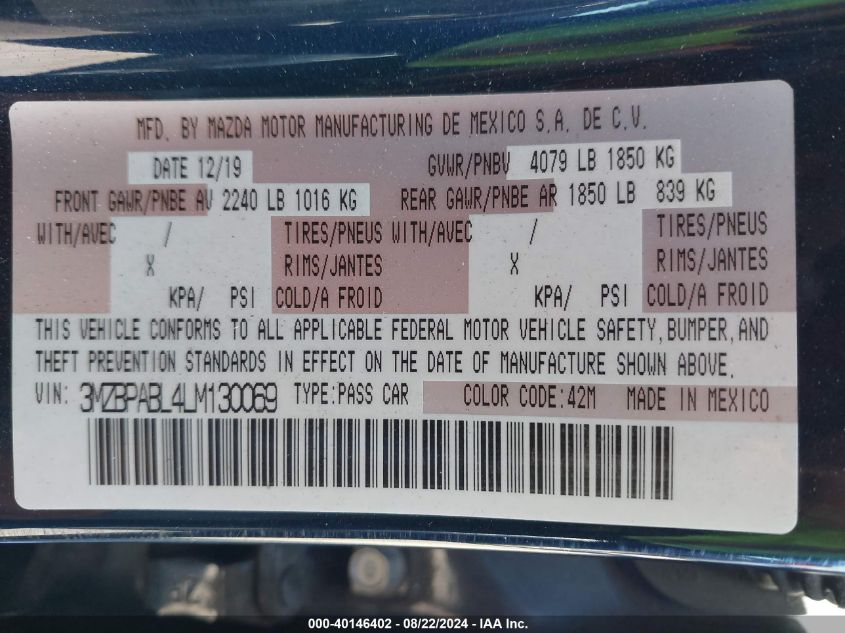 MFD. BY MAZDA MOTOR MANUFACTURING DE MEXICO S.A. DE C.V.
DATE 12/19 GVWR/PNBV 4079 LB 1850 KG
FRONT GAWR/PNBE AV 2240 LB 1016 KG REAR GAWR/PNBE AR 1850 LB 839 KG
WITH/AVEC / TIRES/PNEUS WITH/AVEC / TIRES/PNEUS
X RIMS/JANTES X RIMS/JANTES
KPA/ PSI COLD/A FROID KPA/ PSI COLD/A FROID
THIS VEHICLE CONFORMS TO ALL APPLICABLE FEDERAL MOTOR VEHICLE SAFETY,BUMPER,AND
THEFT PREVENTION STANDARDS IN EFFECT ON THE DATE OF MANUFACTURE SHOWN ABOVE.
VIN: 3MZBPABL4LM130069 TYPE:PASS CAR COLOR CODE:42M MADE IN MEXICO
000-40146402 - 08/22/2024 - IAA Inc.